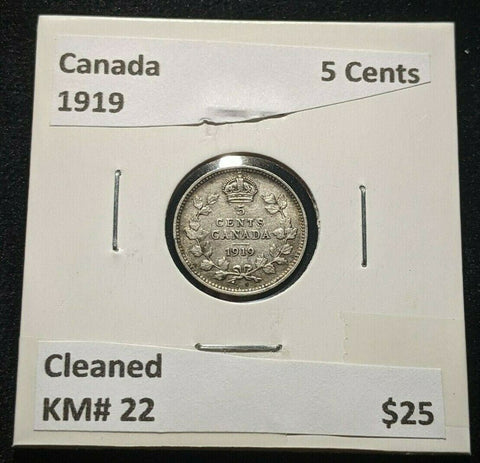 Canada 5 Cents
1919
5
CENTS
CANADA
1919
Cleaned
KM# 22 $25